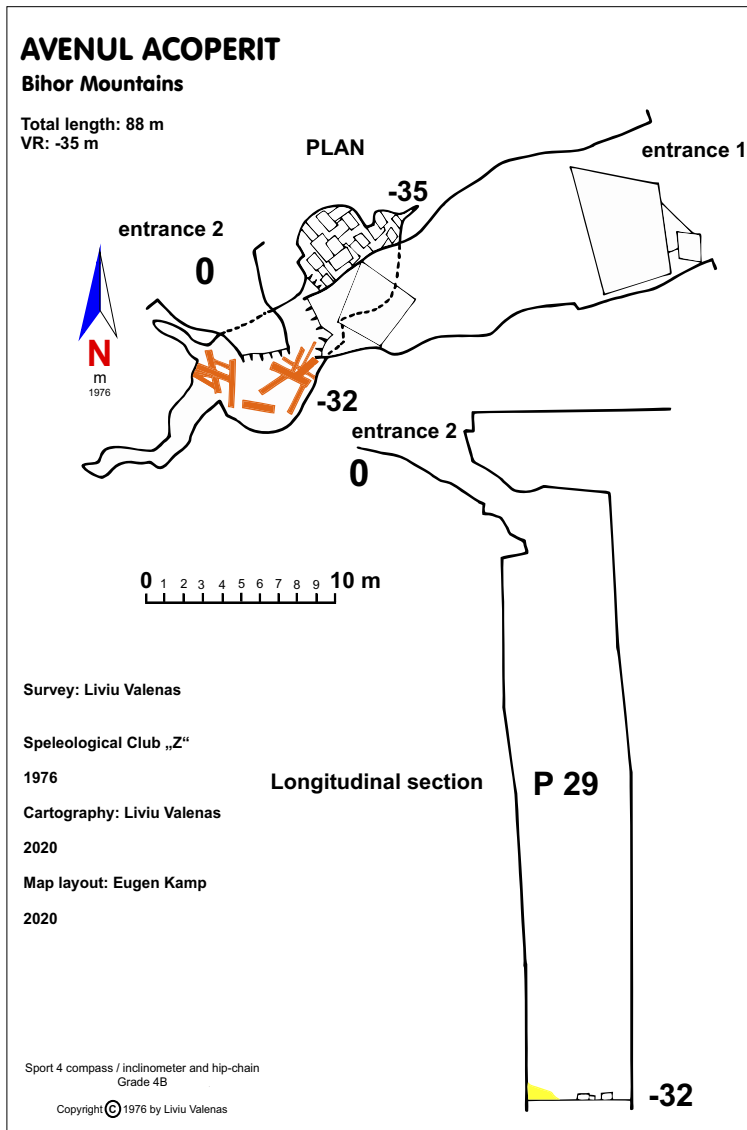 AVENUL ACOPERIT
Bihor Mountains
Total length: 88 m
VR: -35 m
PLAN
entrance 1
-35
entrance 2
0
N
m
1976
-32
entrance 2
0
0 1 2 3 4 5 6 7 8 9 10 m
Survey: Liviu Valenas
Speleological Club „Z“
1976
Longitudinal section
P 29
Cartography: Liviu Valenas
2020
Map layout: Eugen Kamp
2020
Sport 4 compass / inclinometer and hip-chain
Grade 4B
-32
Copyright © 1976 by Liviu Valenas